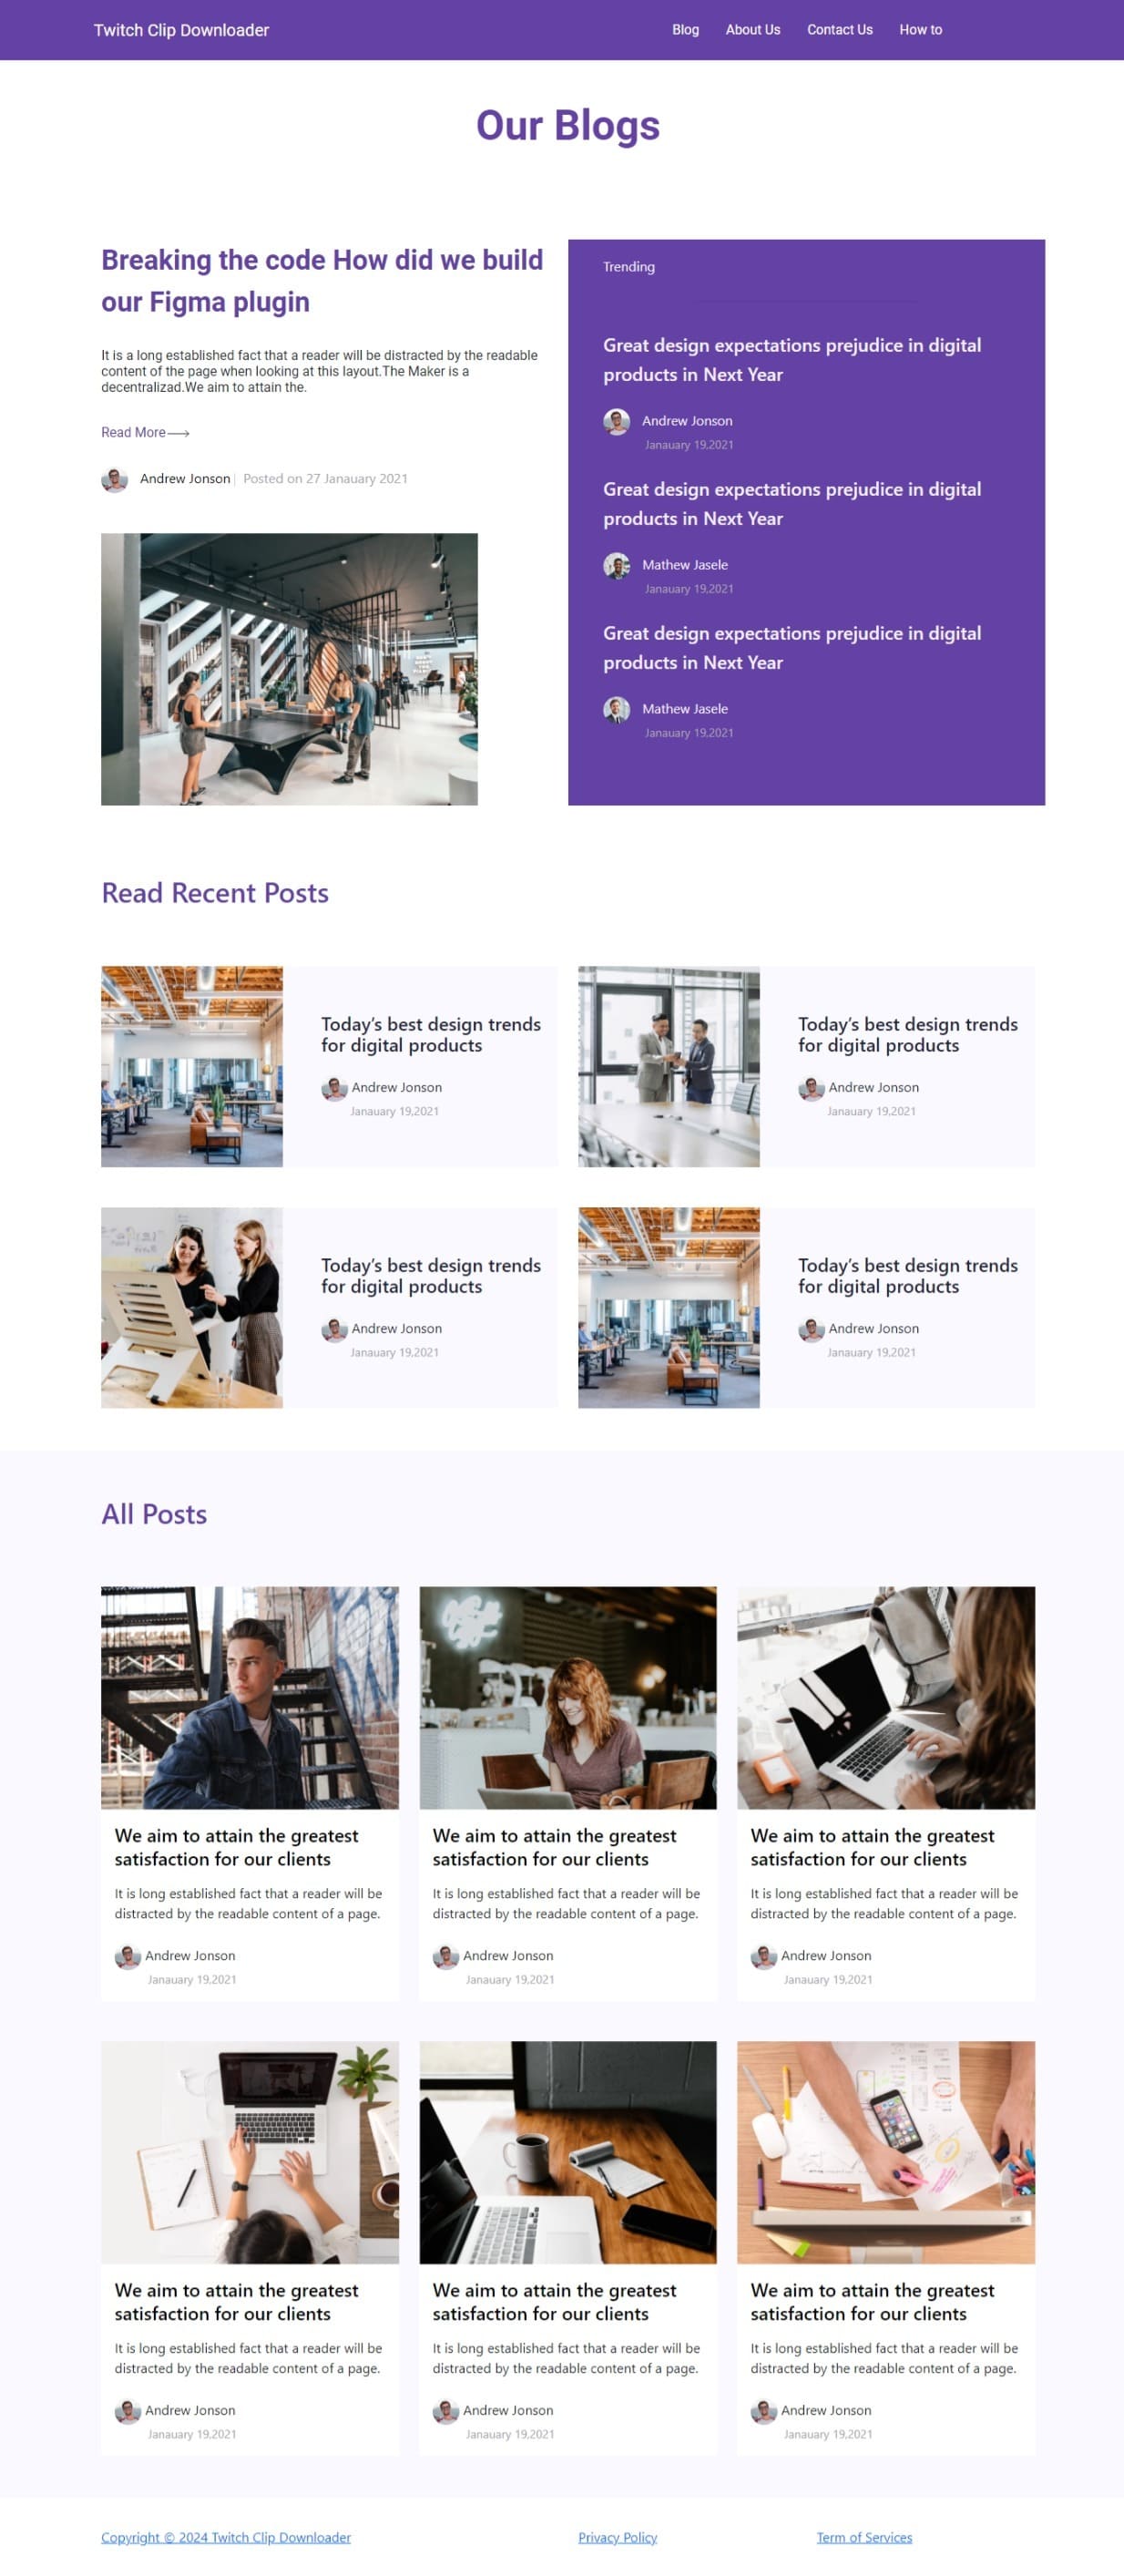 Twitch Clip Downloader
Blog About Us Contact Us How to
Our Blogs
Breaking the code How did we build
our Figma plugin
It is a long established fact that a reader will be distracted by the readable
content of the page when looking at this layout.The Maker is a
decentralizad.We aim to attain the.
Read More
Andrew Jonson | Posted on 27 Janauary 2021
Trending
Great design expectations prejudice in digital
products in Next Year
Andrew Jonson
Janauary 19,2021
Great design expectations prejudice in digital
products in Next Year
Mathew Jasele
Janauary 19,2021
Great design expectations prejudice in digital
products in Next Year
Mathew Jasele
Janauary 19,2021
Read Recent Posts
Today's best design trends
for digital products
Andrew Jonson
Janauary 19,2021
Today's best design trends
for digital products
Andrew Jonson
Janauary 19,2021
Today's best design trends
for digital products
Andrew Jonson
Janauary 19,2021
Today's best design trends
for digital products
Andrew Jonson
Janauary 19,2021
All Posts
We aim to attain the greatest
satisfaction for our clients
It is long established fact that a reader will be
distracted by the readable content of a page.
Andrew Jonson
Janauary 19,2021
We aim to attain the greatest
satisfaction for our clients
It is long established fact that a reader will be
distracted by the readable content of a page.
Andrew Jonson
Janauary 19,2021
We aim to attain the greatest
satisfaction for our clients
It is long established fact that a reader will be
distracted by the readable content of a page.
Andrew Jonson
Janauary 19,2021
We aim to attain the greatest
satisfaction for our clients
It is long established fact that a reader will be
distracted by the readable content of a page.
Andrew Jonson
Janauary 19,2021
We aim to attain the greatest
satisfaction for our clients
It is long established fact that a reader will be
distracted by the readable content of a page.
Andrew Jonson
Janauary 19,2021
We aim to attain the greatest
satisfaction for our clients
It is long established fact that a reader will be
distracted by the readable content of a page.
Andrew Jonson
Janauary 19,2021
Copyright © 2024 Twitch Clip Downloader
Privacy Policy
Term of Services